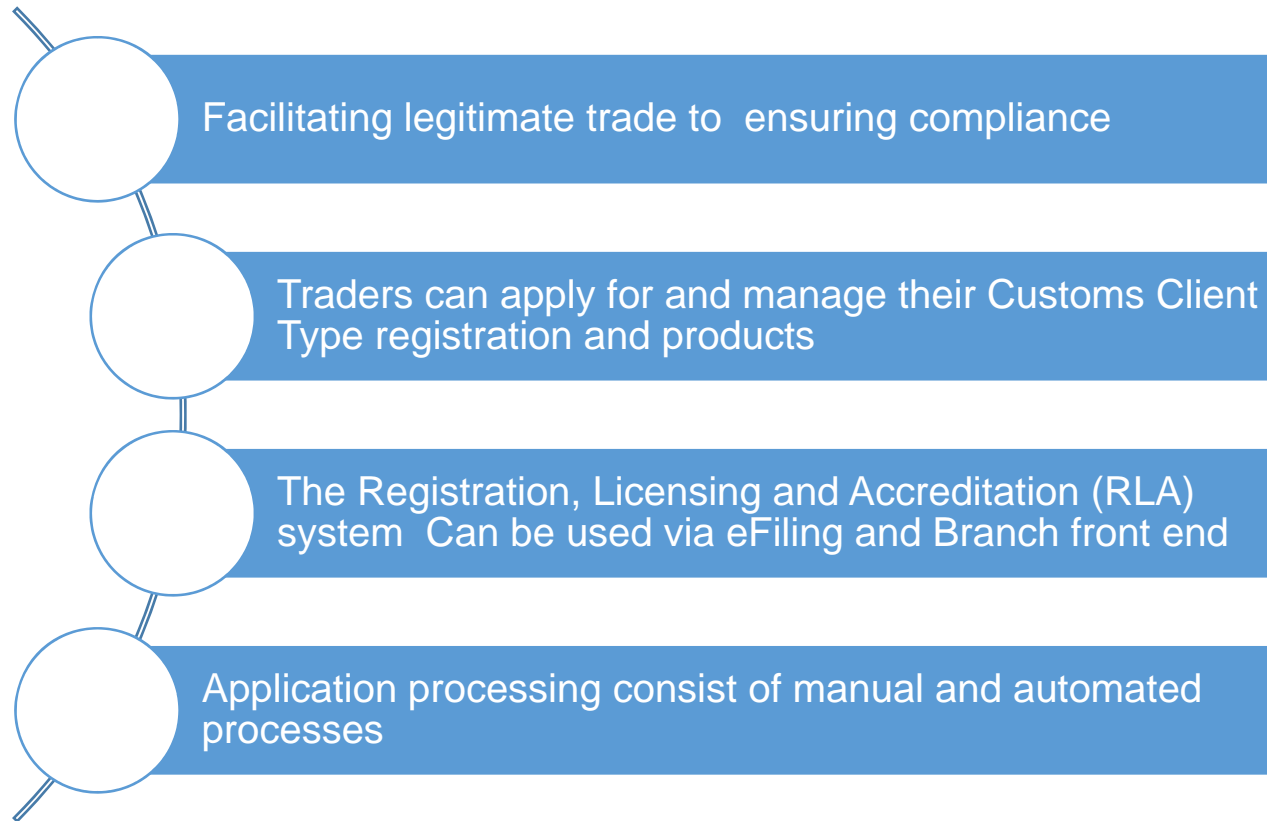 Facilitating legitimate trade to  ensuring compliance
Traders can apply for and manage their Customs Client
Type registration and products
The Registration, Licensing and Accreditation (RLA)
system  Can be used via eFiling and Branch front end
Application processing consist of manual and automated
processes